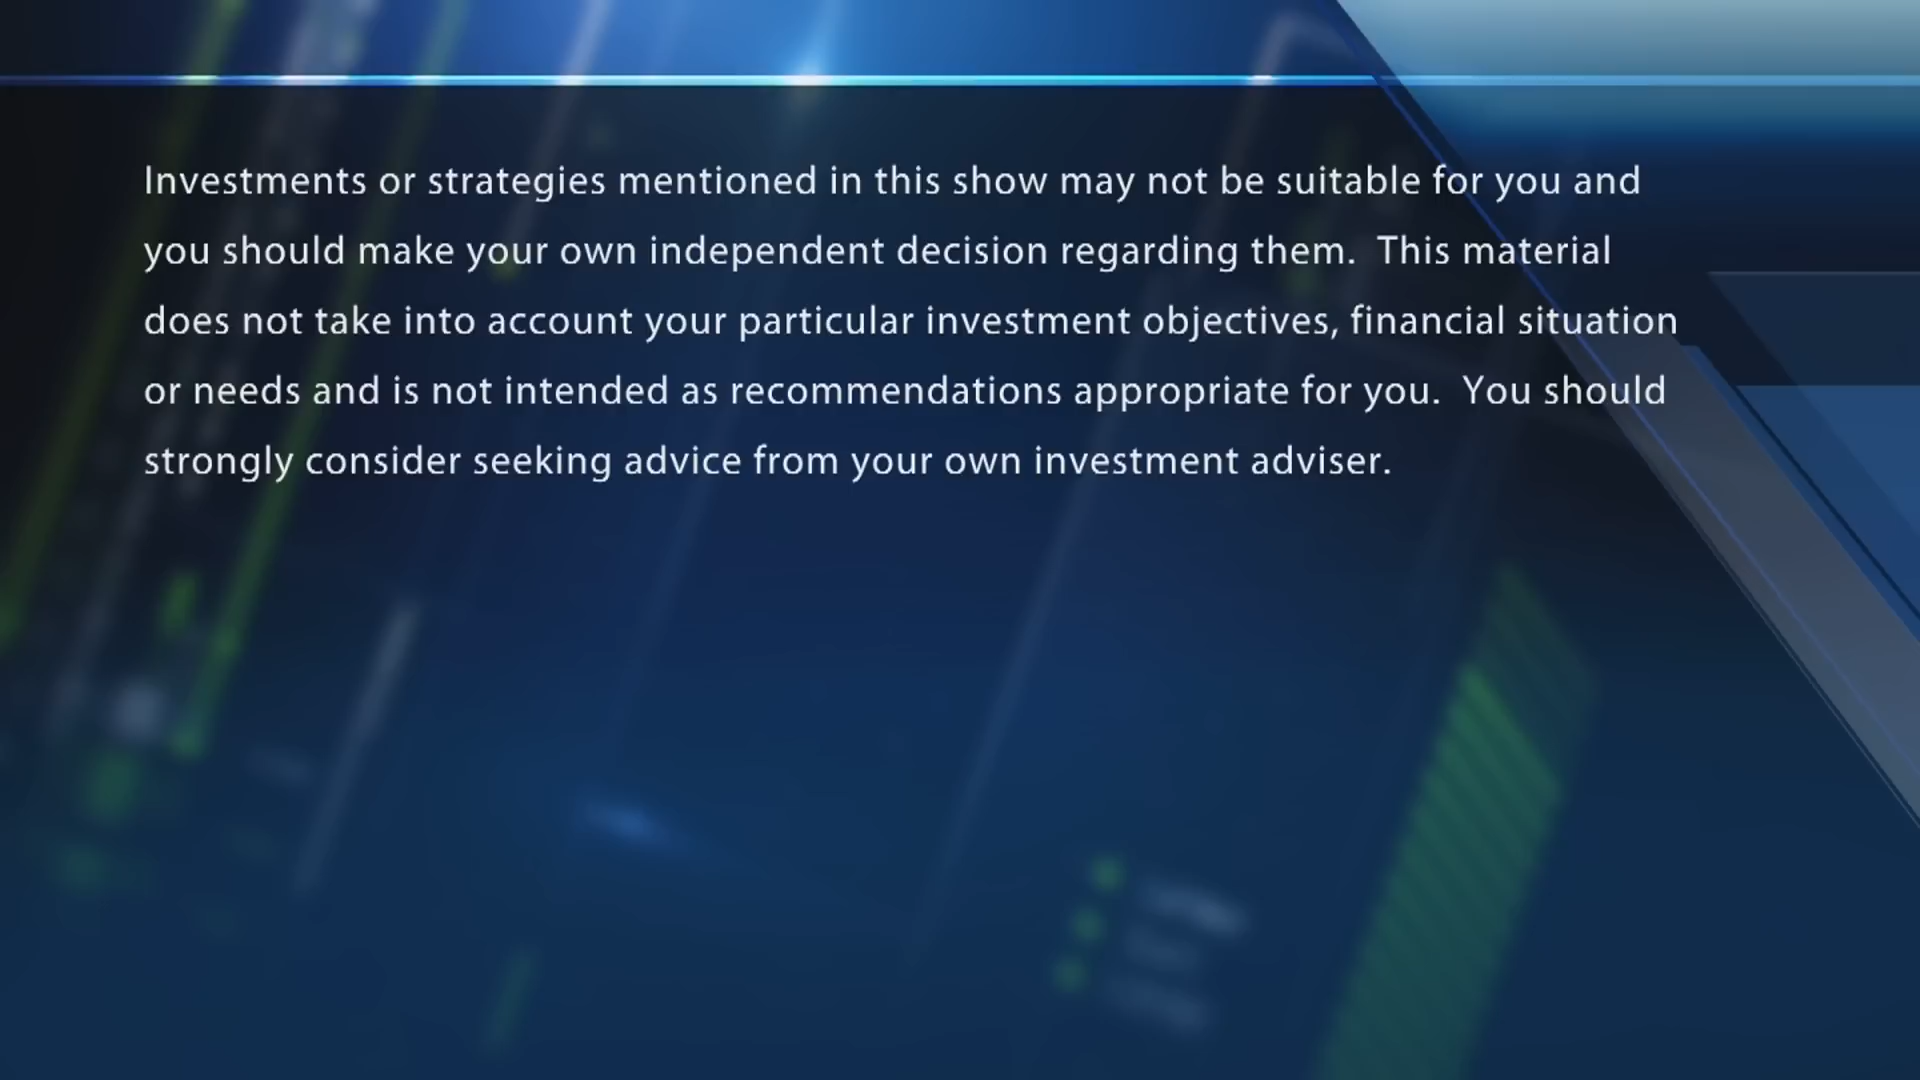 Investments or strategies mentioned in this show may not be suitable for you and
you should make your own independent decision regarding them.  This material
does not take into account your particular investment objectives, financial situation
or needs and is not intended as recommendations appropriate for you.  You should
strongly consider seeking advice from your own investment adviser.